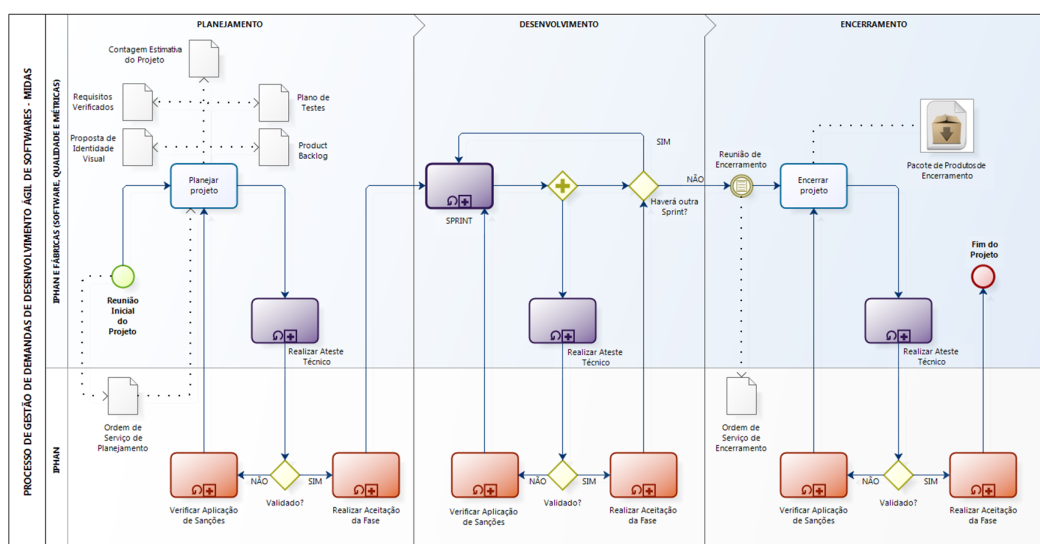 PROCESSO DE GESTÃO DE DEMANDAS DE DESENVOLVIMENTO ÁGIL DE SOFTWARES - MIDAS
IPHAN E FÁBRICAS (SOFTWARE, QUALIDADE E MÉTRICAS)
IPHAN
PLANEJAMENTO
DESENVOLVIMENTO
ENCERRAMENTO
Contagem Estimativa
do Projeto
Requisitos
Verificados
Plano de
Testes
Proposta de
Identidade
Visual
Product
Backlog
Planejar
projeto
Reunião
Inicial
do
Projeto
Realizar Ateste
Técnico
Ordem de
Serviço de
Planejamento
NÃO
SIM
Validado?
Verificar Aplicação
de Sanções
Realizar Aceitação
da Fase
SIM
SPRINT
NÃO
Haverá outra
Sprint?
Realizar Ateste
Técnico
NÃO
SIM
Validado?
Verificar Aplicação
de Sanções
Realizar Aceitação
da Fase
Reunião de
Encerramento
Encerrar
projeto
Pacote de Produtos de
Encerramento
Fim do
Projeto
Realizar Ateste
Técnico
Ordem de
Serviço de
Encerramento
NÃO
SIM
Validado?
Verificar Aplicação
de Sanções
Realizar Aceitação
da Fase